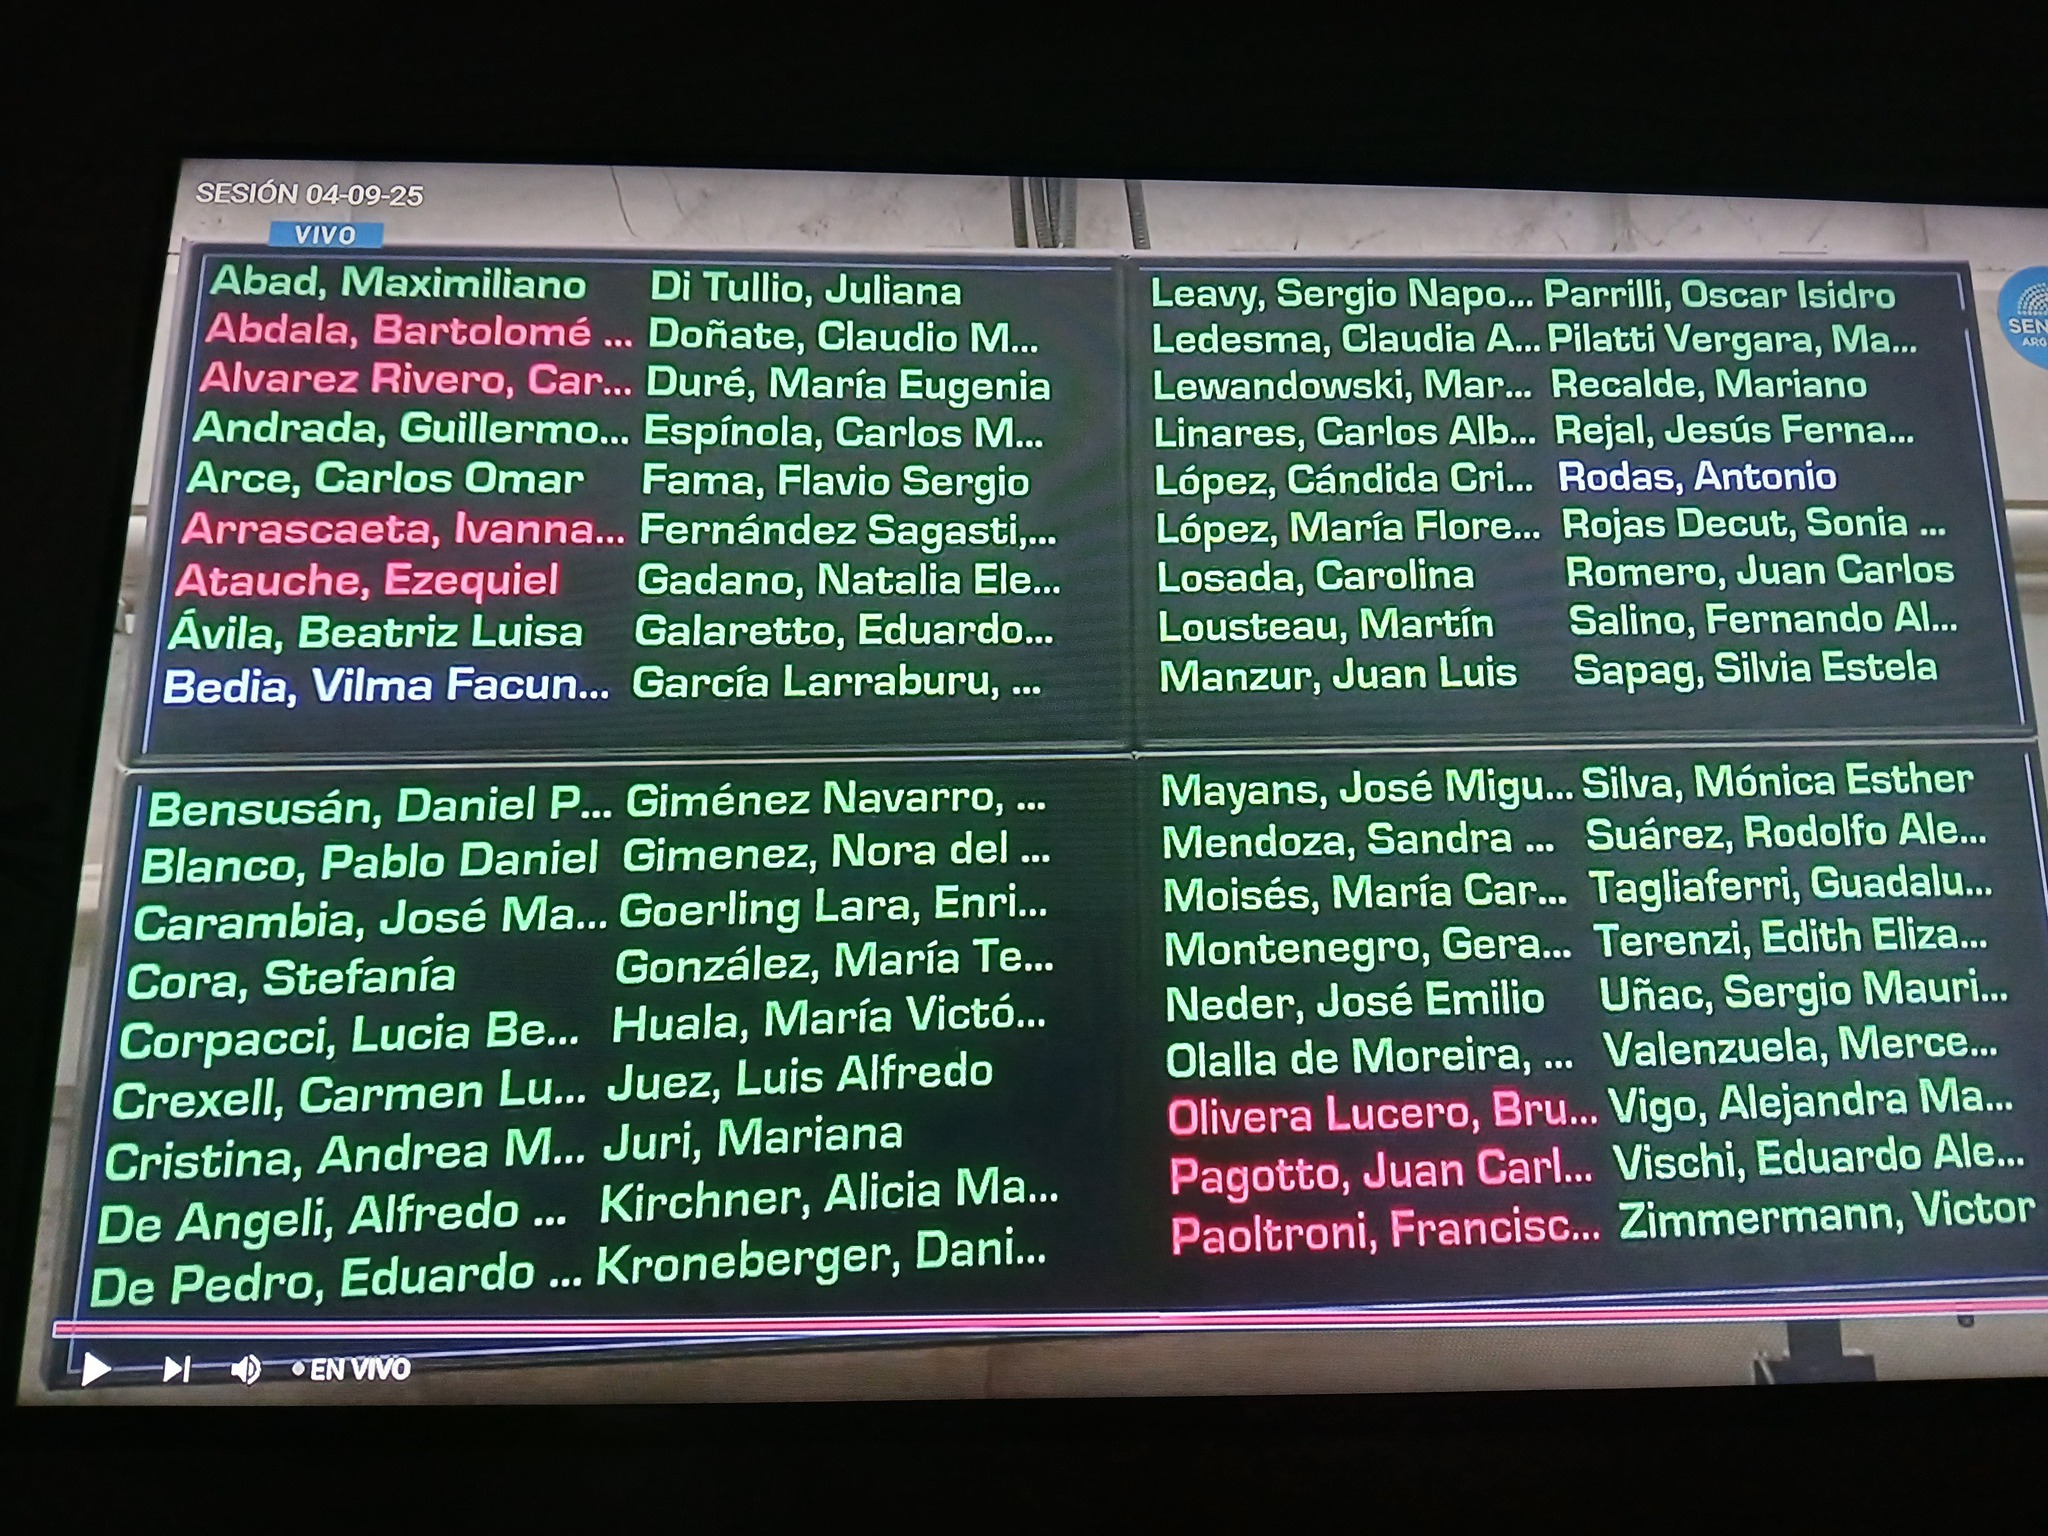 SESIÓN 04-09-25
VIVO
Abad, Maximiliano
Abdala, Bartolomé ...
Alvarez Rivero, Car...
Andrada, Guillermo...
Arce, Carlos Omar
Arrascaeta, Ivanna...
Atauche, Ezequiel
Ávila, Beatriz Luisa
Bedia, Vilma Facun...
Di Tullio, Juliana
Doñate, Claudio M...
Duré, María Eugenia
Espínola, Carlos M...
Fama, Flavio Sergio
Fernández Sagasti,...
Gadano, Natalia Ele...
Galaretto, Eduardo...
García Larraburu, ...
Leavy, Sergio Napo...
Ledesma, Claudia A...
Lewandowski, Mar...
Linares, Carlos Alb...
López, Cándida Cri...
López, María Flore...
Losada, Carolina
Lousteau, Martín
Manzur, Juan Luis
Parrilli, Oscar Isidro
Pilatti Vergara, Ma...
Recalde, Mariano
Rejal, Jesús Ferna...
Rodas, Antonio
Rojas Decut, Sonia ...
Romero, Juan Carlos
Salino, Fernando Al...
Sapag, Silvia Estela
SEN
ARG
Bensusán, Daniel P...
Blanco, Pablo Daniel
Carambia, José Ma...
Cora, Stefanía
Corpacci, Lucia Be...
Crexell, Carmen Lu...
Cristina, Andrea M...
De Angeli, Alfredo ...
De Pedro, Eduardo ...
Giménez Navarro, ...
Gimenez, Nora del ...
Goerling Lara, Enri...
González, María Te...
Huala, María Victó...
Juez, Luis Alfredo
Juri, Mariana
Kirchner, Alicia Ma...
Kroneberger, Dani...
Mayans, José Migu...
Mendoza, Sandra ...
Moisés, María Car...
Montenegro, Gera...
Neder, José Emilio
Olalla de Moreira, ...
Olivera Lucero, Bru...
Pagotto, Juan Carl...
Paoltroni, Francisc...
Silva, Mónica Esther
Suárez, Rodolfo Ale...
Tagliaferri, Guadalu...
Terenzi, Edith Eliza...
Uñac, Sergio Mauri...
Valenzuela, Merce...
Vigo, Alejandra Ma...
Vischi, Eduardo Ale...
Zimmermann, Victor
EN VIVO